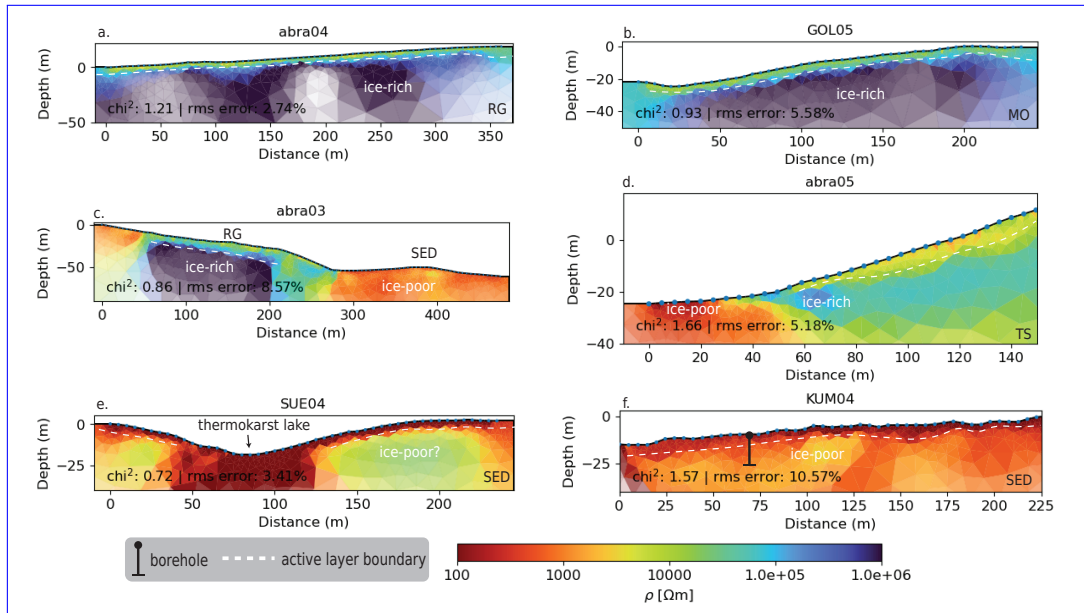 a.
abra04
Depth (m)
0
−50
ice-rich
chi²: 1.21 | rms error: 2.74%
RG
0 50 100 150 200 250 300 350
Distance (m)
b.
GOL05
Depth (m)
0
−20
−40
ice-rich
chi²: 0.93 | rms error: 5.58%
MO
0 50 100 150 200
Distance (m)
c.
abra03
Depth (m)
0
−50
RG
SED
ice-rich
ice-poor
chi²: 0.86 | rms error: 8.57%
0 100 200 300 400
Distance (m)
d.
abra05
Depth (m)
0
−20
−40
ice-rich
ice-poor
chi²: 1.66 | rms error: 5.18%
TS
0 20 40 60 80 100 120 140
Distance (m)
e.
SUE04
Depth (m)
0
−25
thermokarst lake
ice-poor?
chi²: 0.72 | rms error: 3.41%
SED
0 50 100 150 200
Distance (m)
f.
KUM04
Depth (m)
0
−25
ice-poor
chi²: 1.57 | rms error: 10.57%
SED
0 25 50 75 100 125 150 175 200 225
Distance (m)
borehole
active layer boundary
100 1000 10000 1.0e+05 1.0e+06
ρ [Ωm]